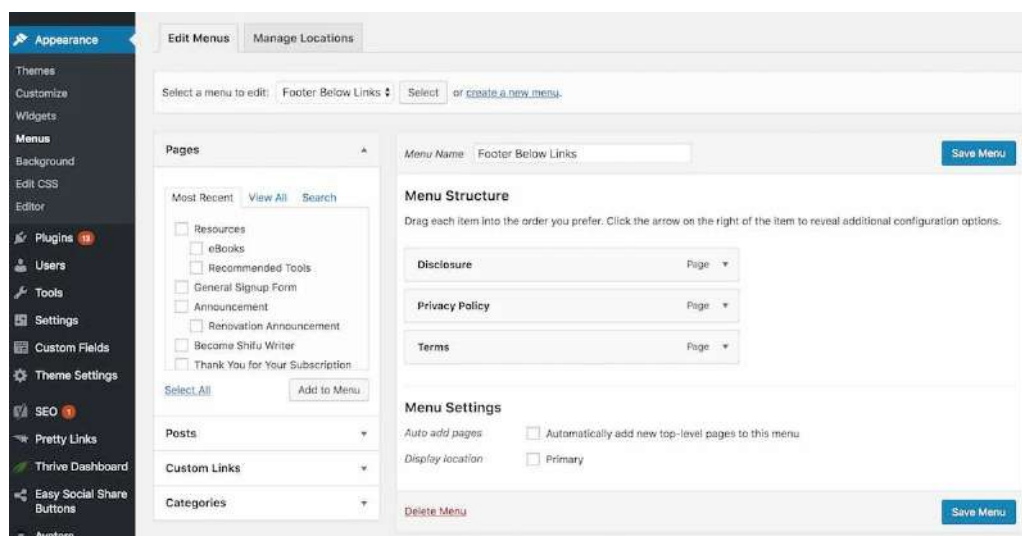 Appearance
Themes
Customize
Widgets
Menus
Background
Edit CSS
Editor
Plugins 13
Users
Tools
Settings
Custom Fields
Theme Settings
SEO 1
Pretty Links
Thrive Dashboard
Easy Social Share
Buttons
Edit Menus Manage Locations
Select a menu to edit: Footer Below Links Select or create a new menu.
Pages
Most Recent View All Search
Resources
eBooks
Recommended Tools
General Signup Form
Announcement
Renovation Announcement
Become Shifu Writer
Thank You for Your Subscription
Select All Add to Menu
Posts
Custom Links
Categories
Menu Name Footer Below Links Save Menu
Menu Structure
Drag each item into the order you prefer. Click the arrow on the right of the item to reveal additional configuration options.
Disclosure Page
Privacy Policy Page
Terms Page
Menu Settings
Auto add pages Automatically add new top-level pages to this menu
Display location Primary
Delete Menu Save Menu